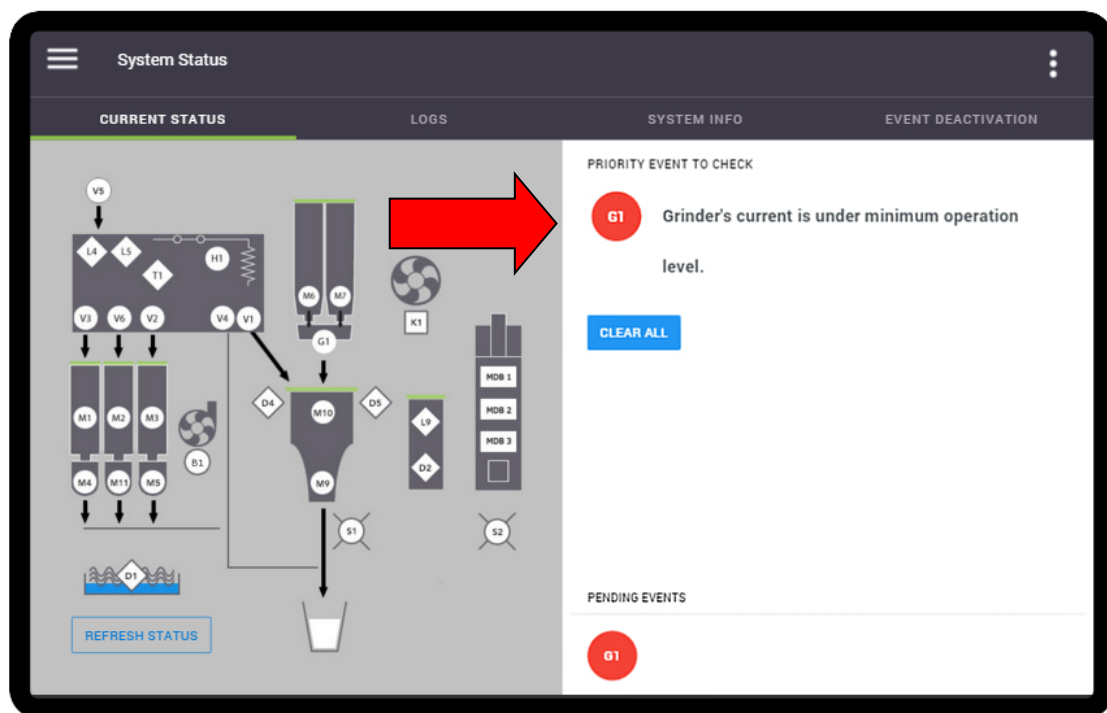 System Status
CURRENT STATUS
LOGS
SYSTEM INFO
EVENT DEACTIVATION
V5
L4
L5
T1
H1
V3
V6
V2
V4
V1
M6
M7
G1
K1
M1
M2
M3
B1
M4
M11
M5
D4
M10
D5
M9
L9
D2
MDB 1
MDB 2
MDB 3
S1
S2
D1
REFRESH STATUS
PRIORITY EVENT TO CHECK
G1
Grinder's current is under minimum operation
level.
CLEAR ALL
PENDING EVENTS
G1